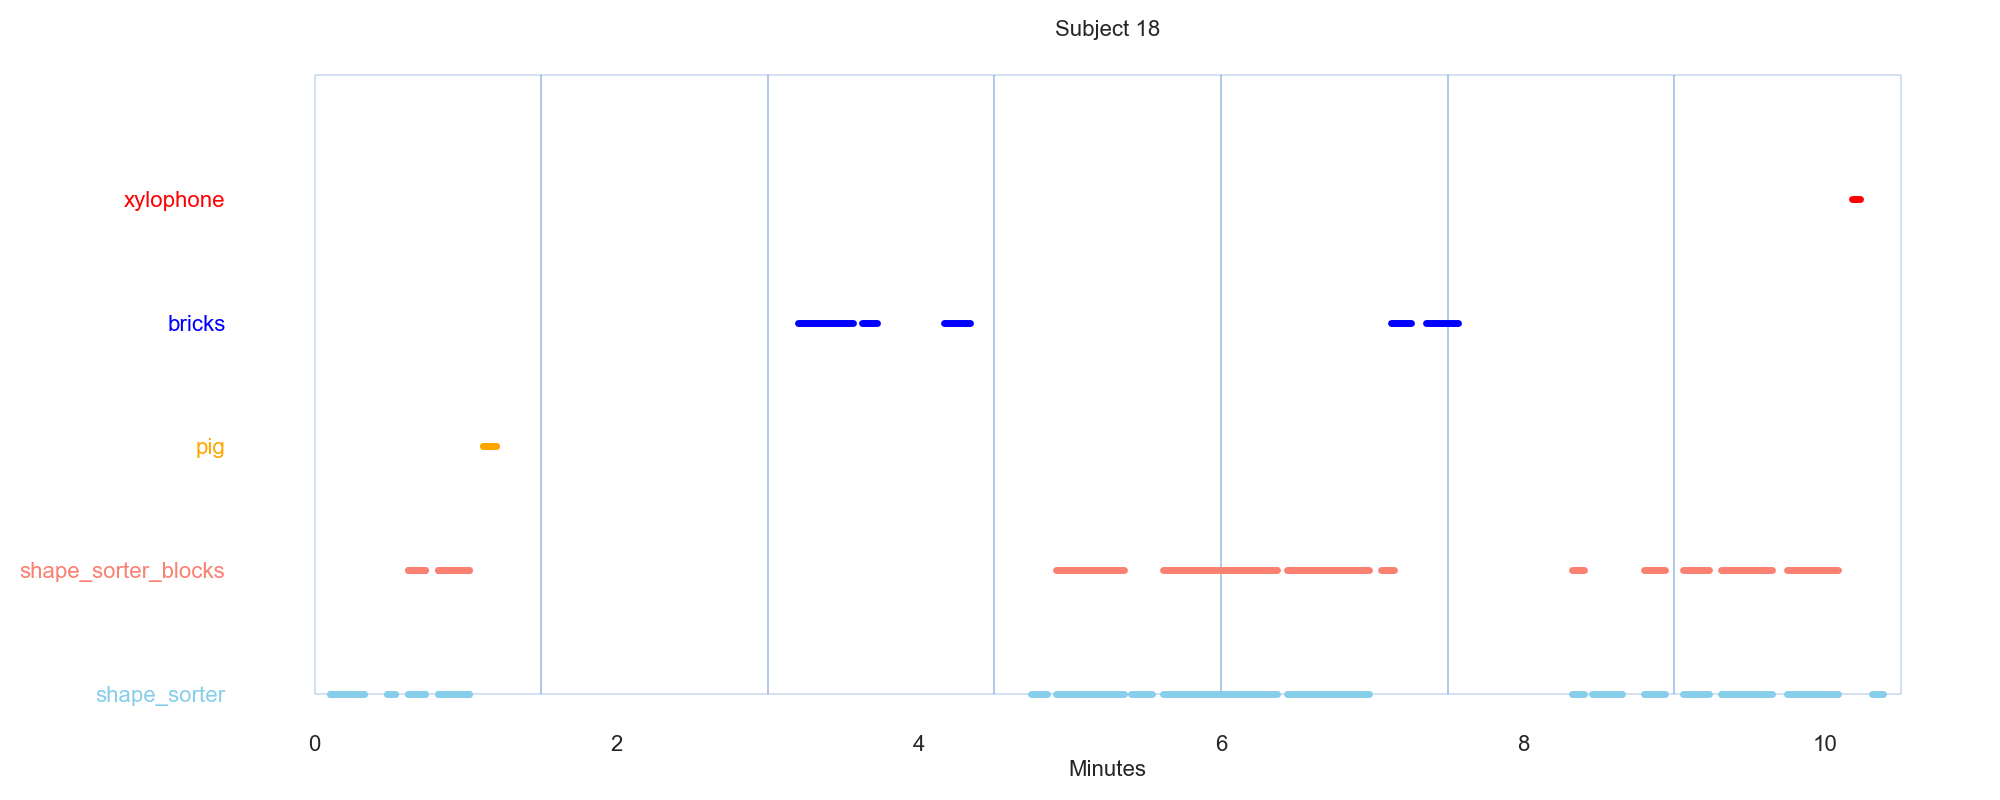 Subject 18
xylophone
bricks
pig
shape_sorter_blocks
shape_sorter
0 2 4 6 8 10
Minutes